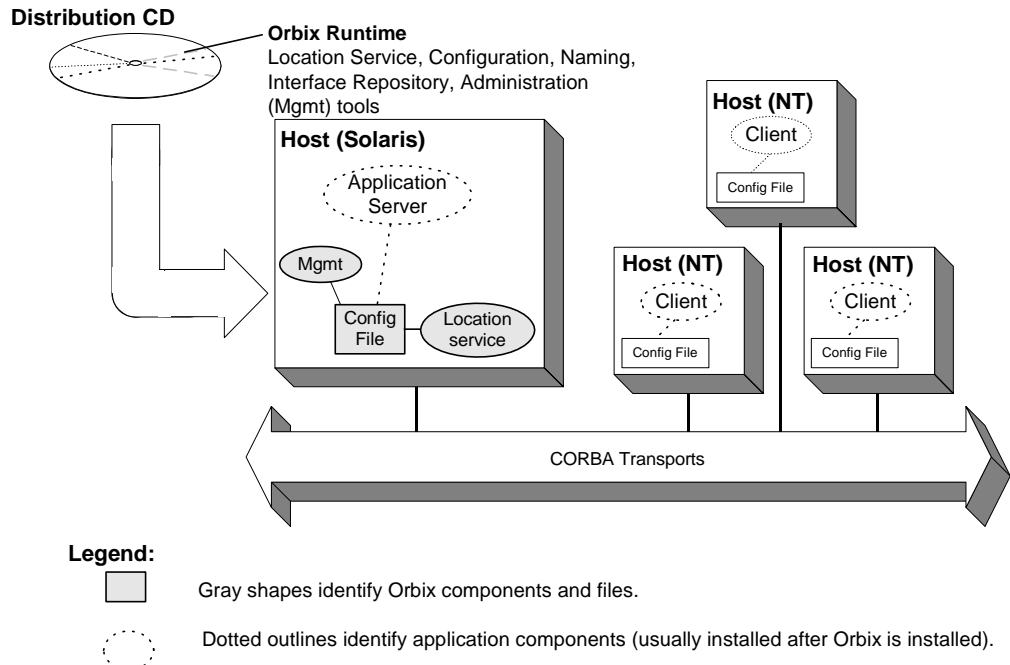 Distribution CD
Orbix Runtime
Location Service, Configuration, Naming,
Interface Repository, Administration
(Mgmt) tools
Host (Solaris)
Application
Server
Mgmt
Config
File
Location
service
Host (NT)
Client
Config File
Host (NT)
Client
Config File
Host (NT)
Client
Config File
CORBA Transports
Legend:
Gray shapes identify Orbix components and files.
Dotted outlines identify application components (usually installed after Orbix is installed).